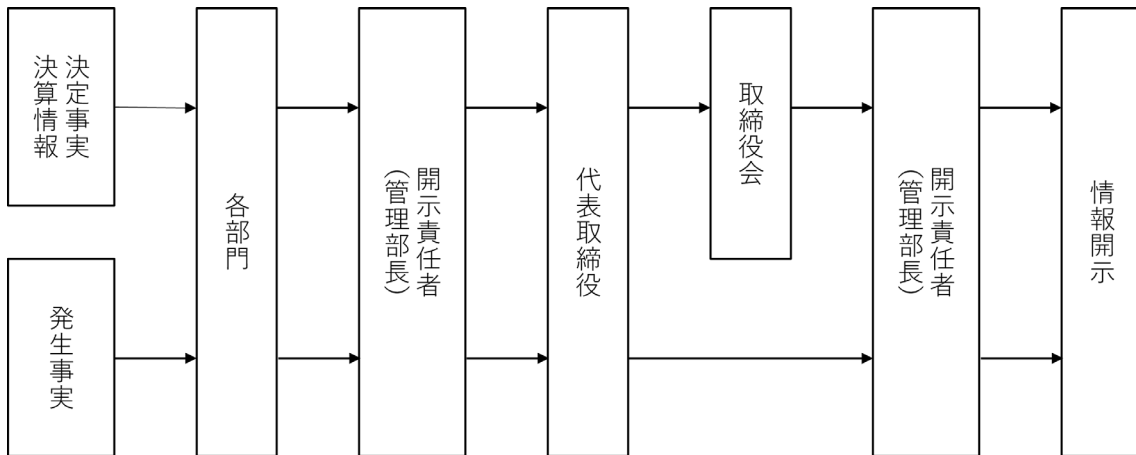 決定事実
決算情報
発生事実
各部門
開示責任者
（管理部長）
代表取締役
取締役会
開示責任者
（管理部長）
情報開示